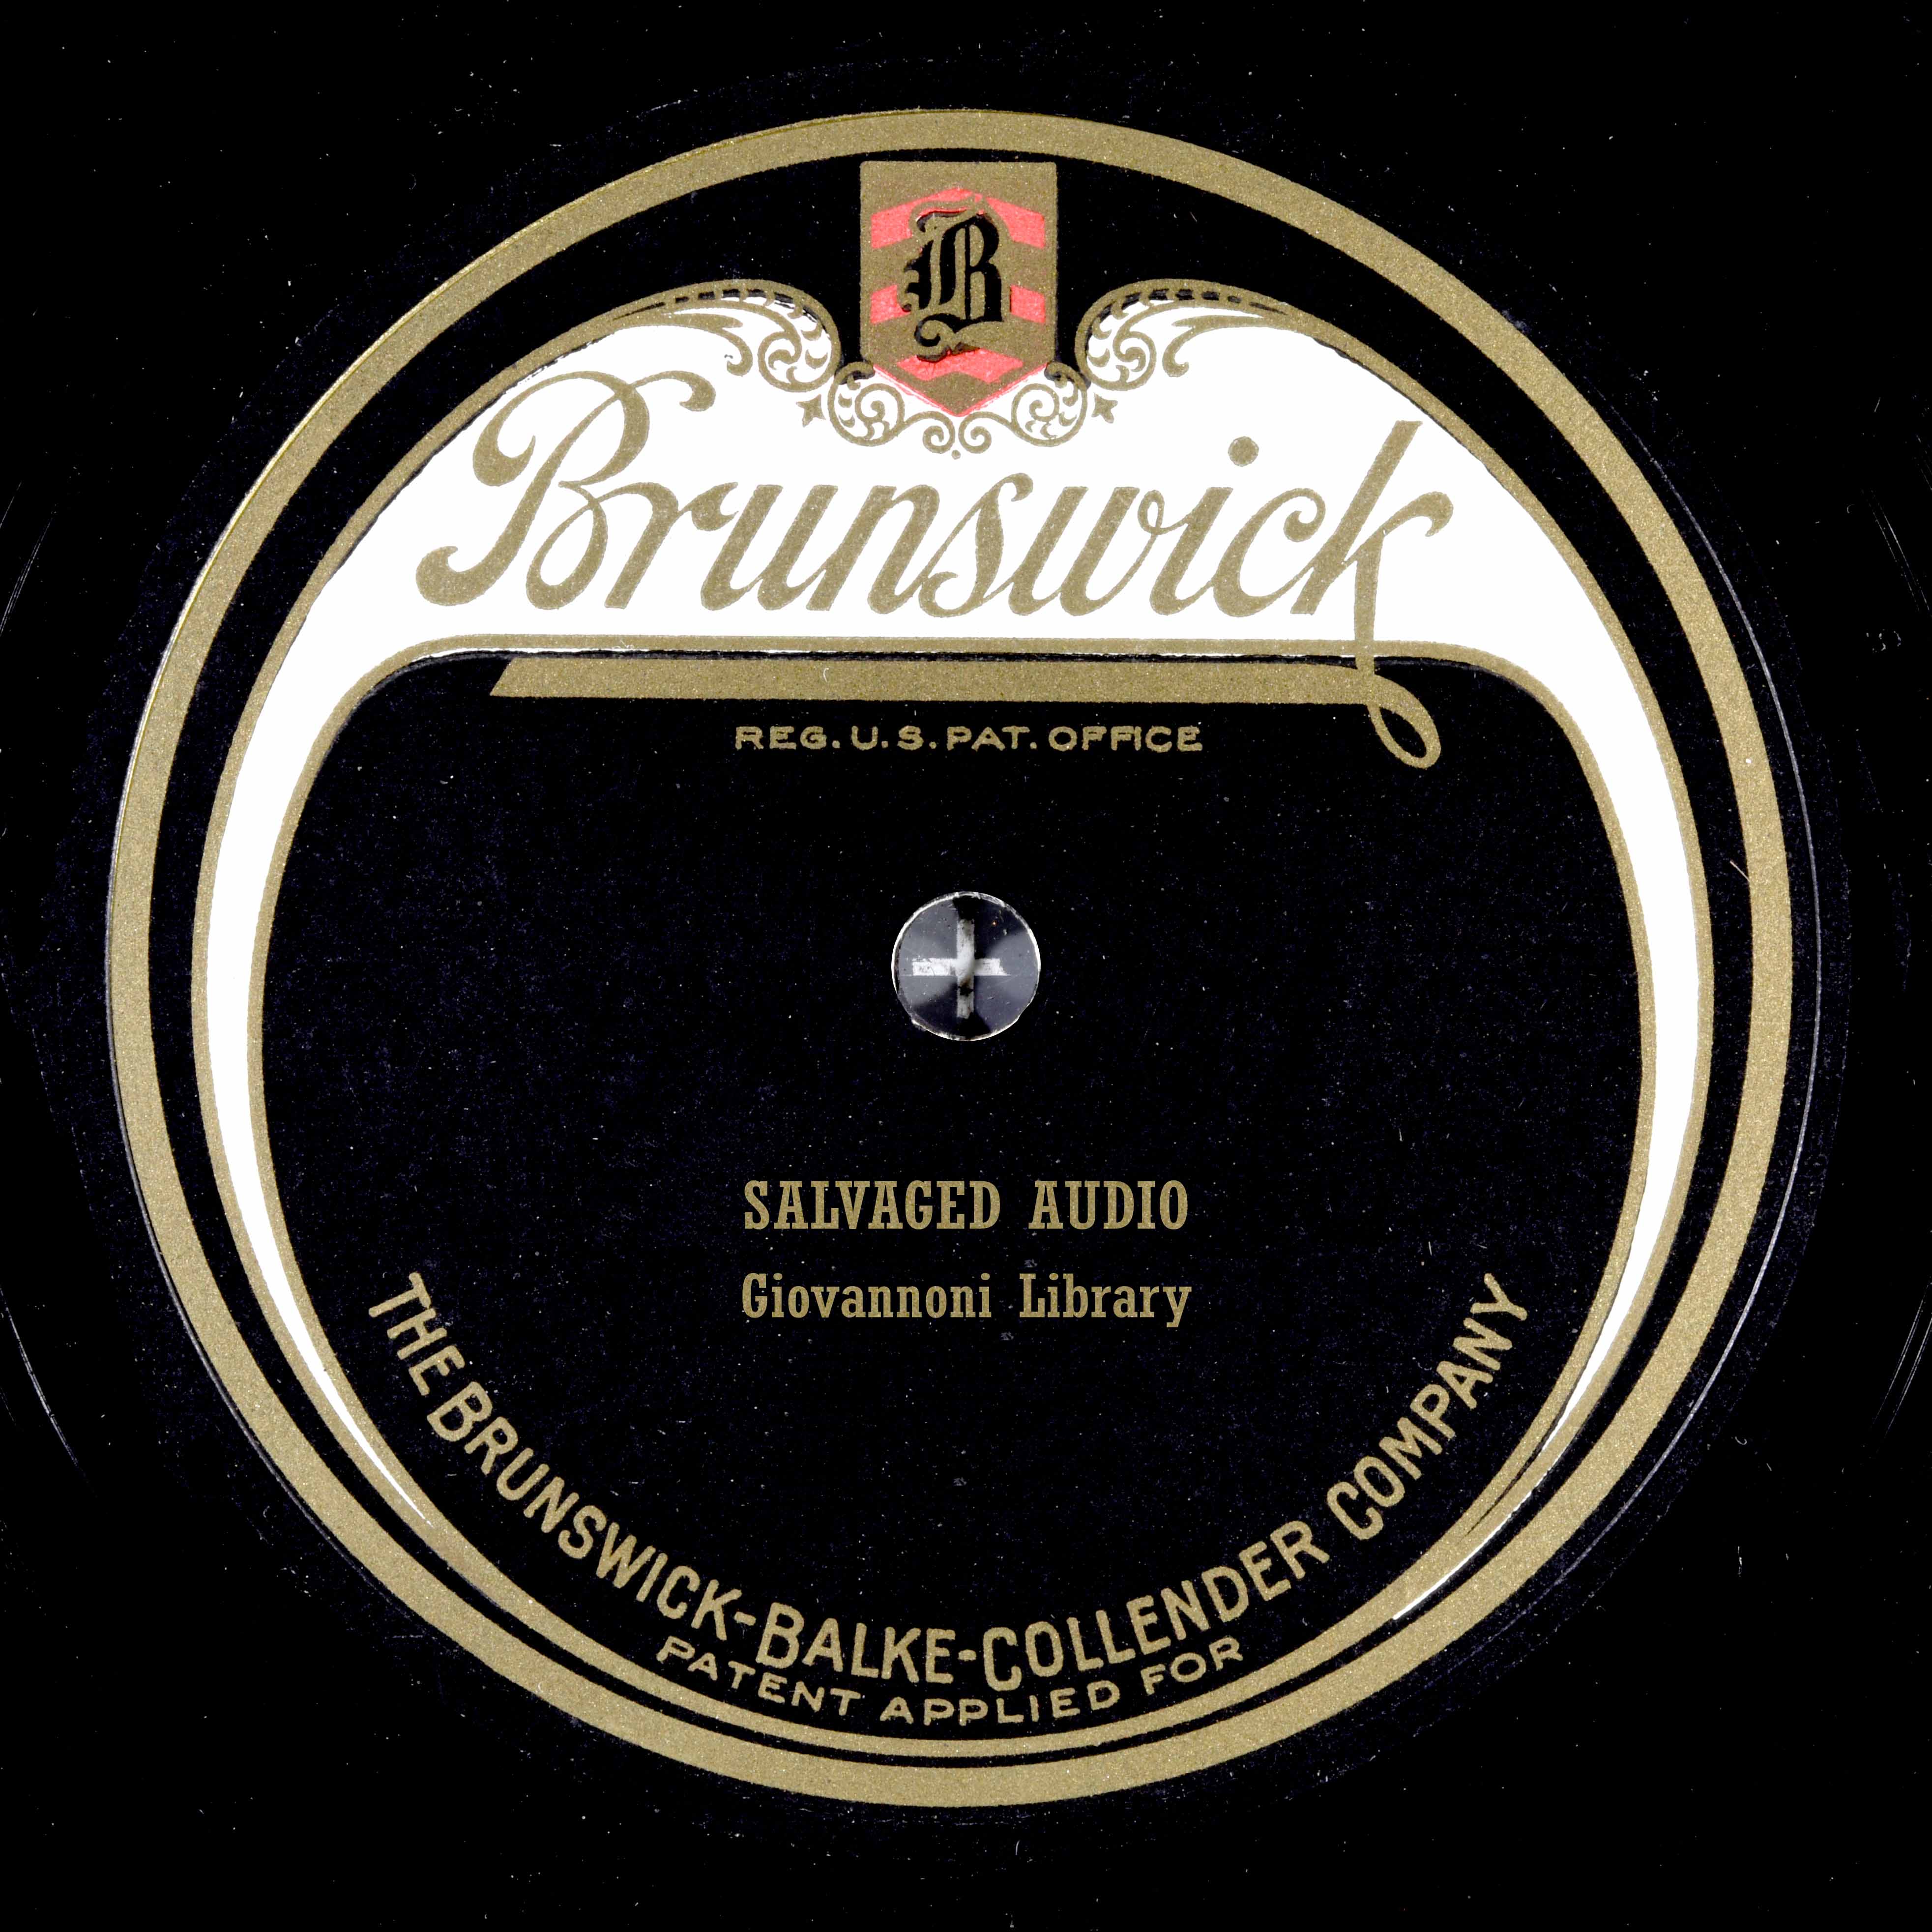 B
Brunswick
REG. U.S. PAT. OFFICE
SALVAGED AUDIO
Giovannoni Library
THE BRUNSWICK-BALKE-COLLENDER COMPANY
PATENT APPLIED FOR